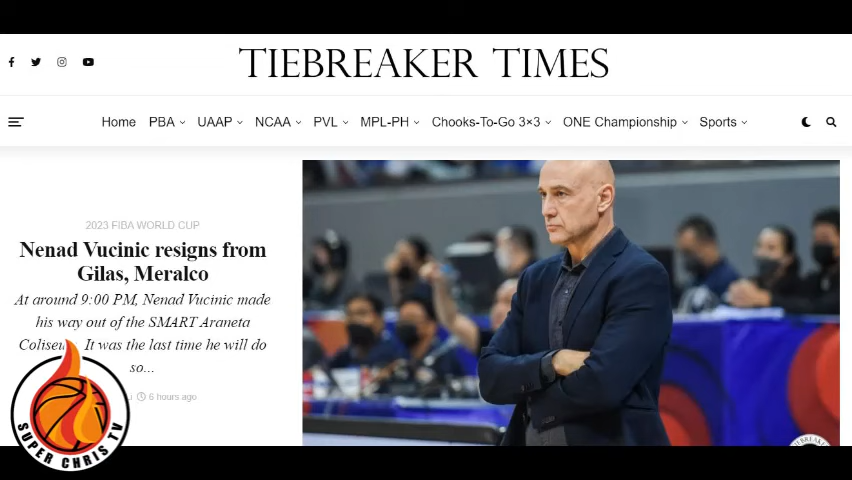 TIEBREAKER TIMES
Home PBA UAAP NCAA PVL MPL-PH Chooks-To-Go 3×3 ONE Championship Sports
2023 FIBA WORLD CUP
Nenad Vucinic resigns from
Gilas, Meralco
At around 9:00 PM, Nenad Vucinic made
his way out of the SMART Araneta
It was the last time he will do
so...
6 hours ago
SUPER CHRIS TV